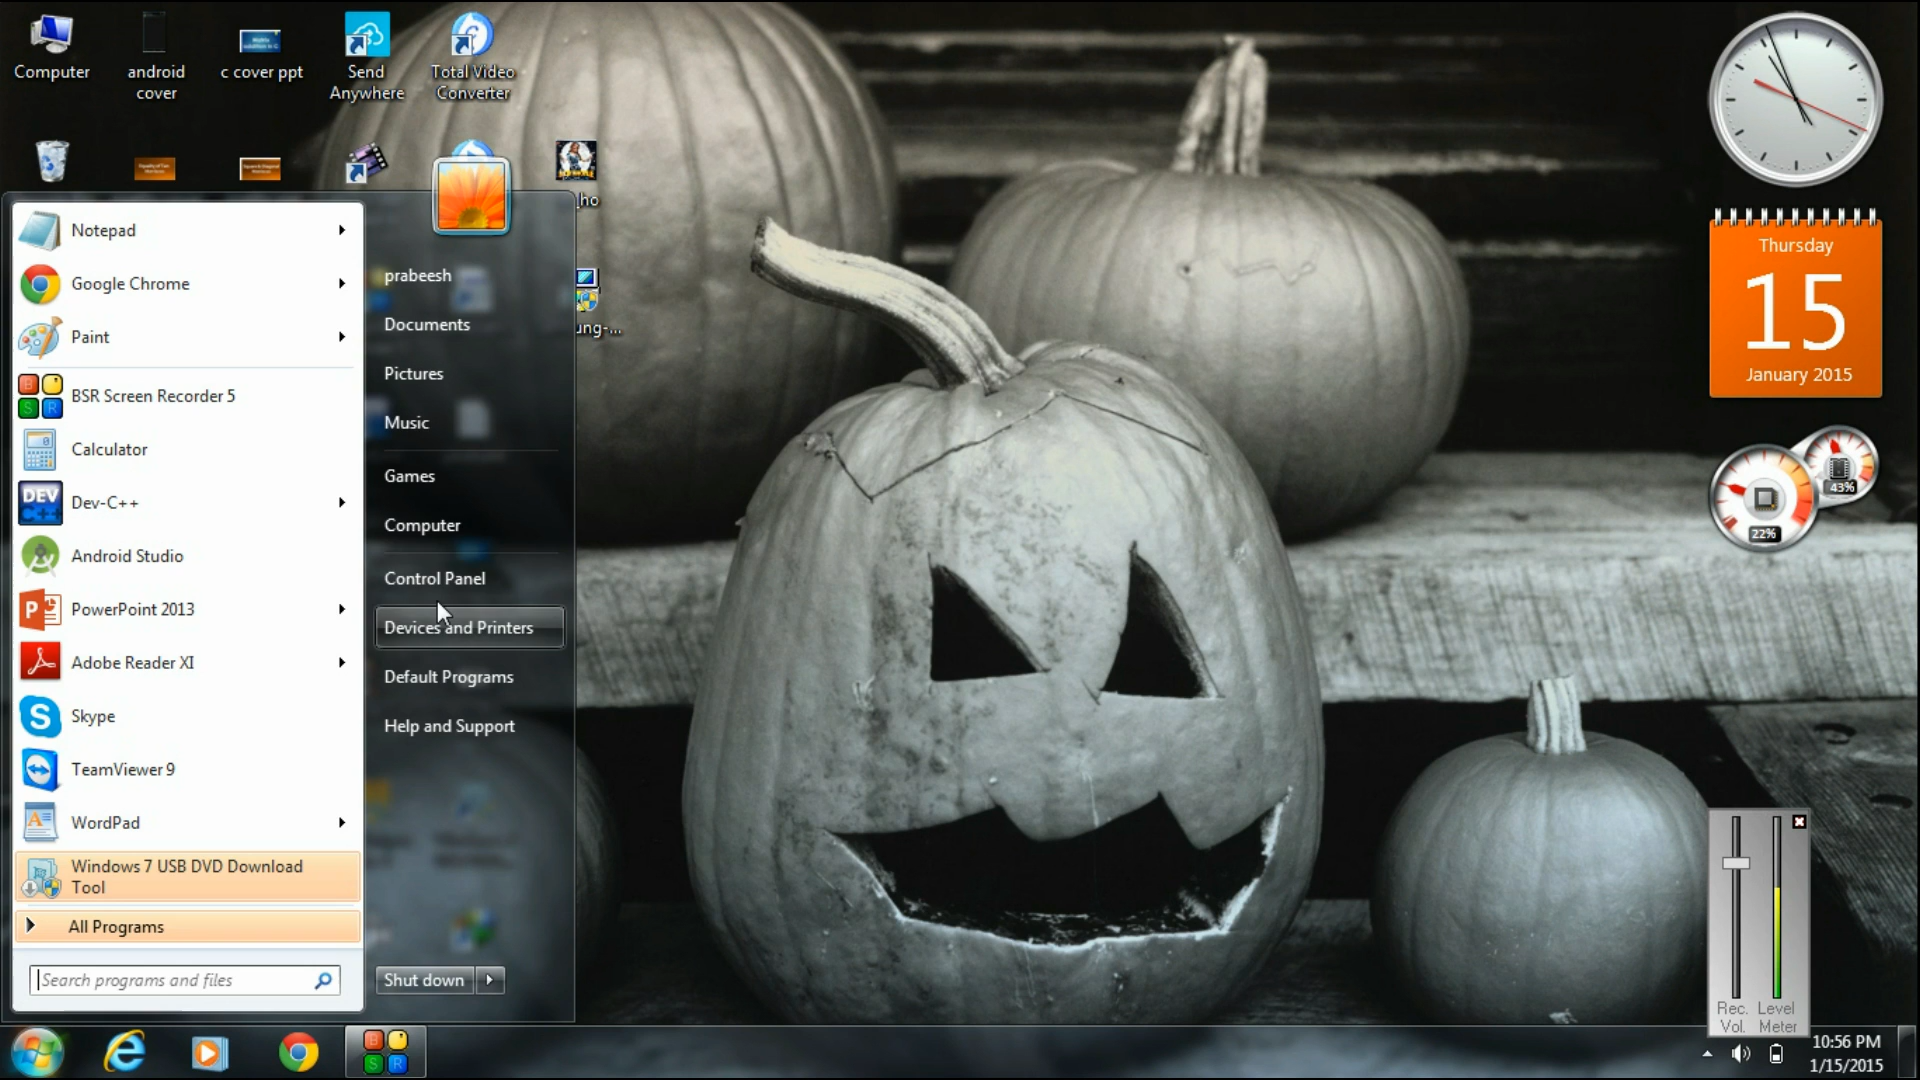 Computer
android
cover
c cover ppt
Send
Anywhere
Total Video
Converter
ho
ung-...
Notepad
Google Chrome
Paint
BSR Screen Recorder 5
Calculator
DEV
C++
Dev-C++
Android Studio
PowerPoint 2013
Adobe Reader XI
Skype
TeamViewer 9
WordPad
Windows 7 USB DVD Download
Tool
All Programs
Search programs and files
prabeesh
Documents
Pictures
Music
Games
Computer
Control Panel
Devices and Printers
Default Programs
Help and Support
Shut down
Thursday
15
January 2015
43%
22%
Rec. Level
Vol. Meter
10:56 PM
1/15/2015